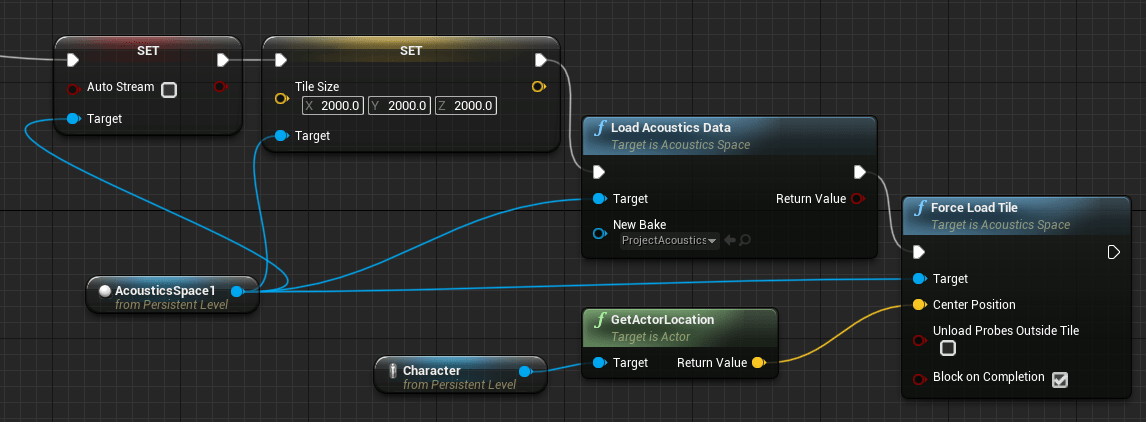 SET
Auto Stream
Target
SET
Tile Size
X 2000.0 Y 2000.0 Z 2000.0
Target
f Load Acoustics Data
Target is Acoustics Space
Target Return Value
New Bake
ProjectAcoustics
f Force Load Tile
Target is Acoustics Space
Target
Center Position
Unload Probes Outside Tile
Block on Completion
AcousticsSpace1
from Persistent Level
f GetActorLocation
Target is Actor
Target Return Value
Character
from Persistent Level